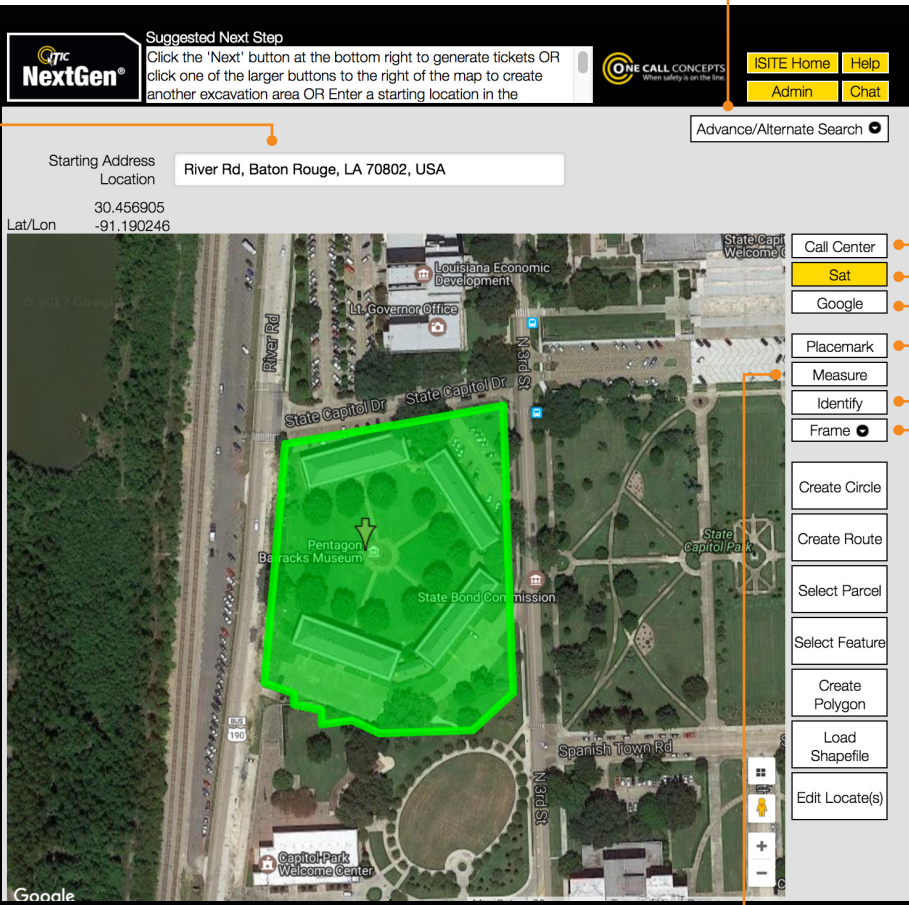 Suggested Next Step
ITIC
NextGen®
Click the 'Next' button at the bottom right to generate tickets OR
click one of the larger buttons to the right of the map to create
another excavation area OR Enter a starting location in the
ONE CALL CONCEPTS
When safety is on the line.
ISITE Home
Help
Admin
Chat
Advance/Alternate Search
Starting Address
Location
River Rd, Baton Rouge, LA 70802, USA
30.456905
Lat/Lon
-91.190246
State Capi
Welcome C
Louisiana Economic
Development
Lt. Governor Office
River Rd
N 3rd St
State Capitol Dr
State Capitol Dr
© 2017 Google
Pentagon
Barracks Museum
State Bond Commission
State
Capitol Park
BUS
190
Spanish Town Rd
N 3rd St
Capitol Park
Welcome Center
Google
Call Center
Sat
Google
Placemark
Measure
Identify
Frame
Create Circle
Create Route
Select Parcel
Select Feature
Create
Polygon
Load
Shapefile
Edit Locate(s)
+
−